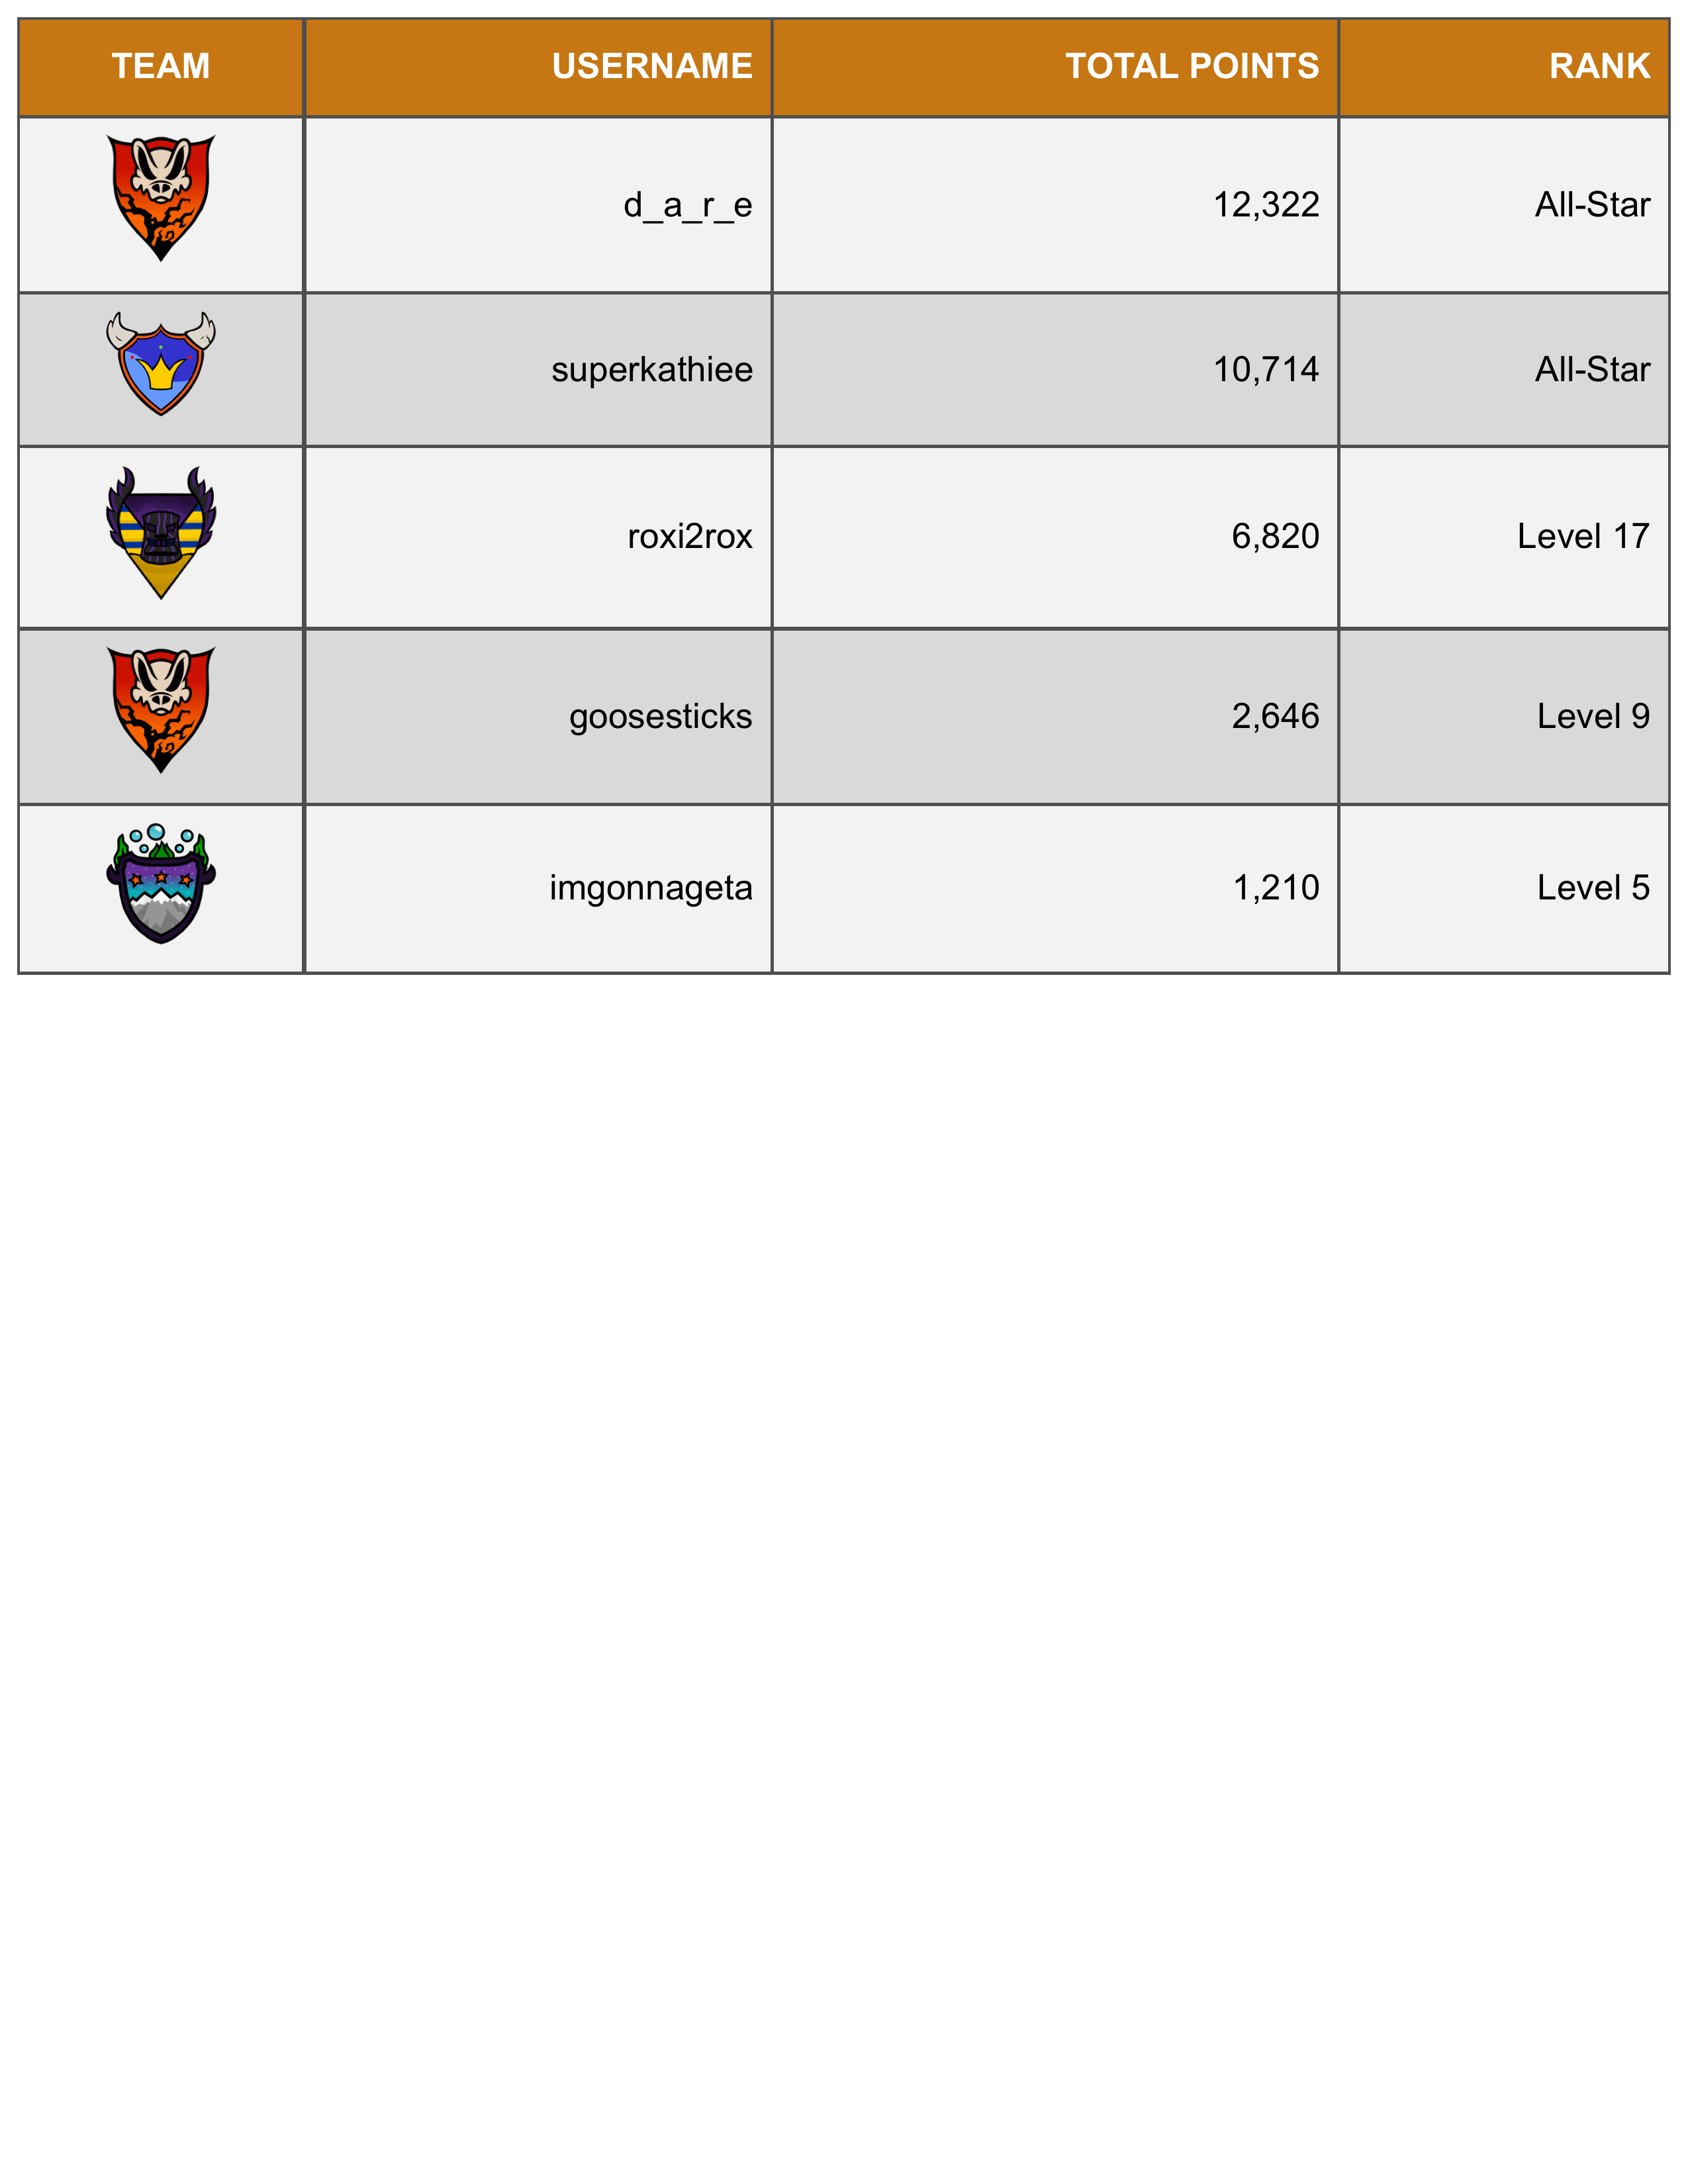 TEAM USERNAME TOTAL POINTS RANK
d_a_r_e 12,322 All-Star
superkathiee 10,714 All-Star
roxi2rox 6,820 Level 17
goosesticks 2,646 Level 9
imgonnageta 1,210 Level 5